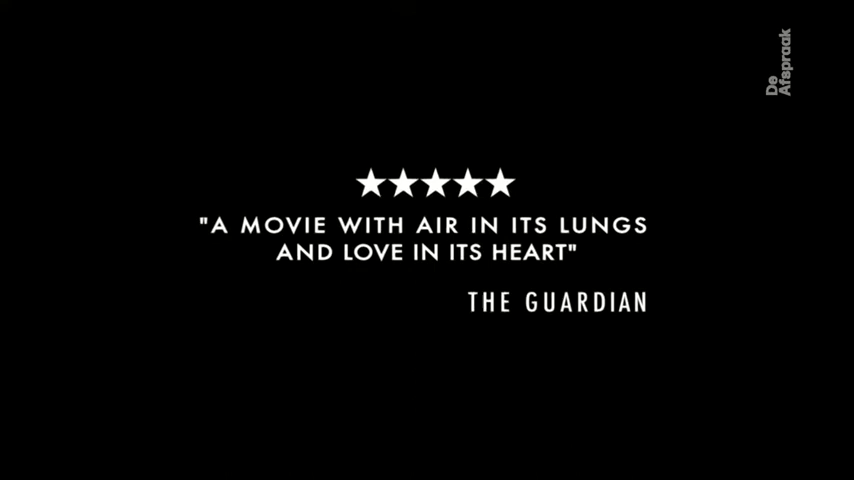 De
Afspraak
"A MOVIE WITH AIR IN ITS LUNGS
AND LOVE IN ITS HEART"
THE GUARDIAN